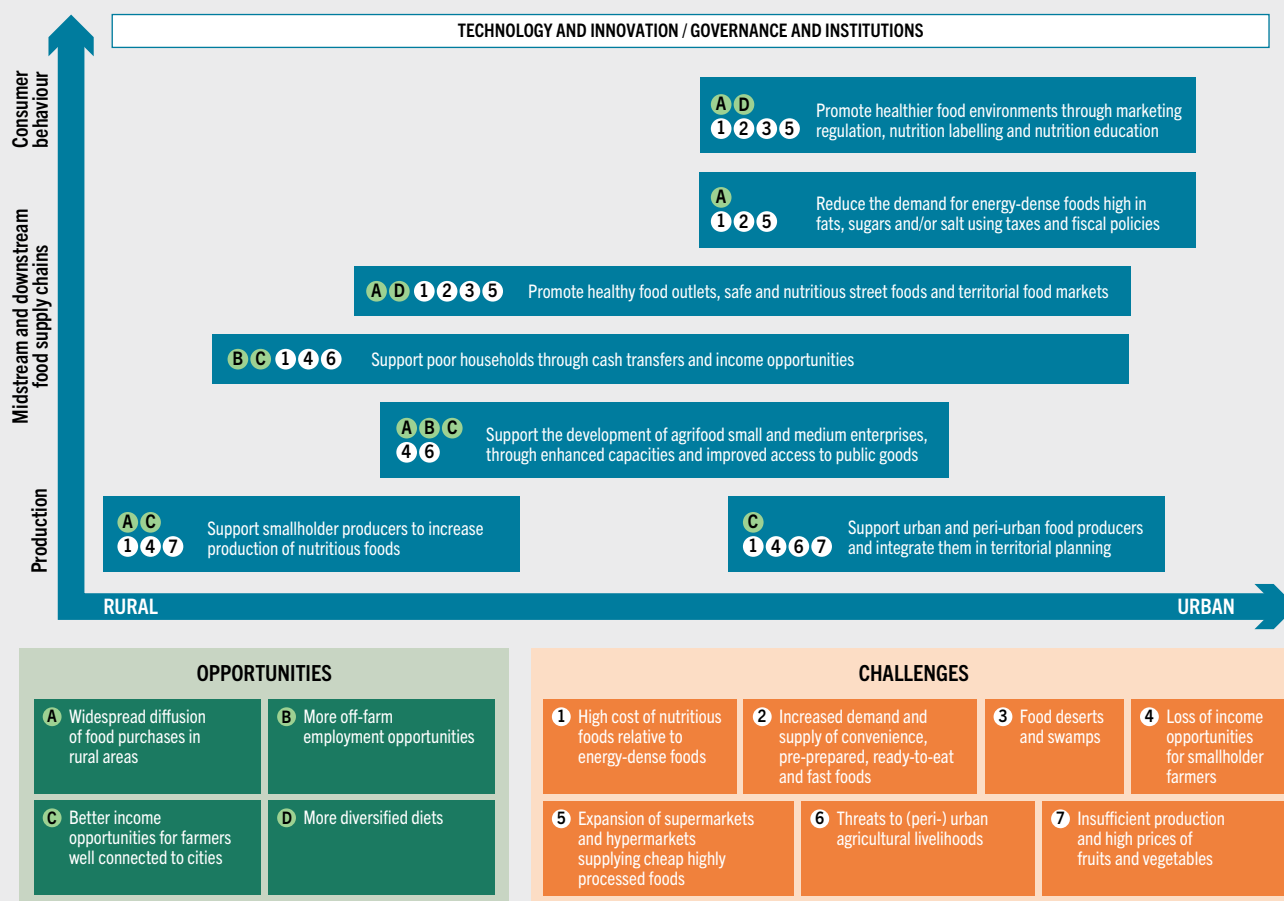 TECHNOLOGY AND INNOVATION / GOVERNANCE AND INSTITUTIONS
Consumer
behaviour
A D
1 2 3 5
Promote healthier food environments through marketing
regulation, nutrition labelling and nutrition education
A
1 2 5
Reduce the demand for energy-dense foods high in
fats, sugars and/or salt using taxes and fiscal policies
Midstream and downstream
food supply chains
A D 1 2 3 5 Promote healthy food outlets, safe and nutritious street foods and territorial food markets
B C 1 4 6 Support poor households through cash transfers and income opportunities
A B C
4 6
Support the development of agrifood small and medium enterprises,
through enhanced capacities and improved access to public goods
Production
A C
1 4 7
Support smallholder producers to increase
production of nutritious foods
C
1 4 6 7
Support urban and peri-urban food producers
and integrate them in territorial planning
RURAL
URBAN
OPPORTUNITIES
A Widespread diffusion
of food purchases in
rural areas
B More off-farm
employment opportunities
C Better income
opportunities for farmers
well connected to cities
D More diversified diets
CHALLENGES
1 High cost of nutritious
foods relative to
energy-dense foods
2 Increased demand and
supply of convenience,
pre-prepared, ready-to-eat
and fast foods
3 Food deserts
and swamps
4 Loss of income
opportunities
for smallholder
farmers
5 Expansion of supermarkets
and hypermarkets
supplying cheap highly
processed foods
6 Threats to (peri-) urban
agricultural livelihoods
7 Insufficient production
and high prices of
fruits and vegetables